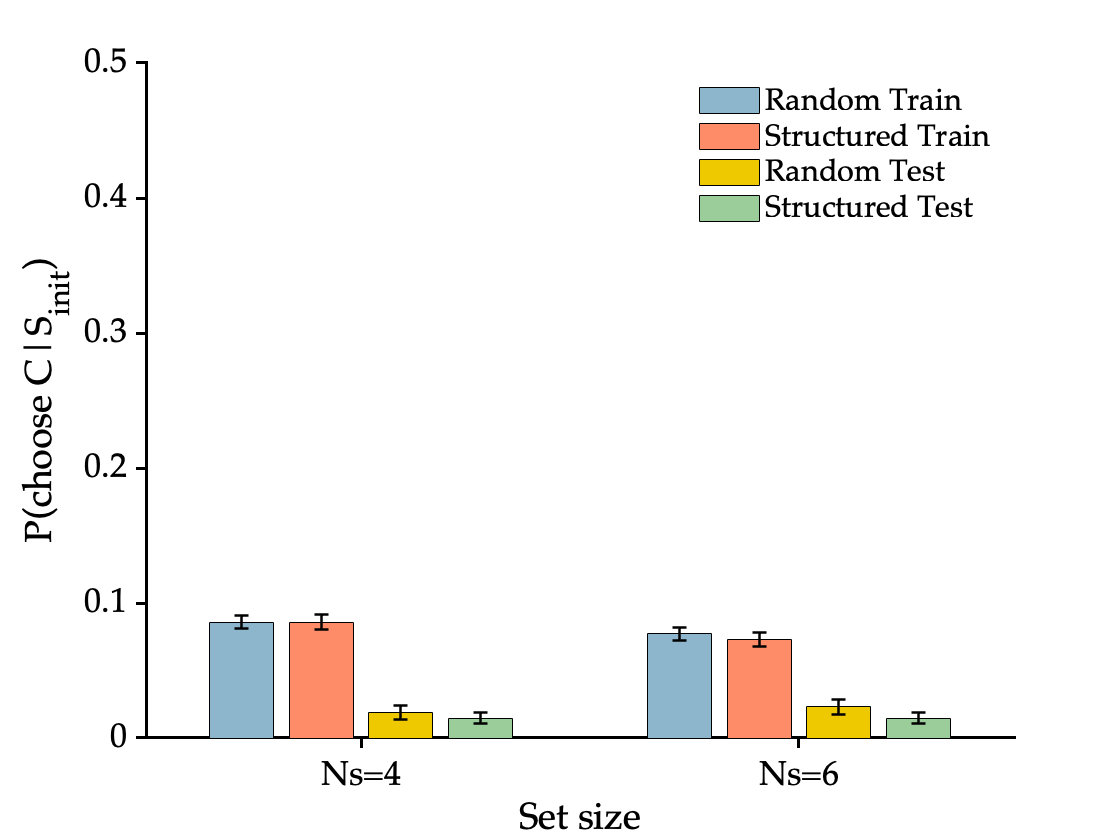 0.5
0.4
0.3
0.2
0.1
0
P(choose C|S_init)
Random Train
Structured Train
Random Test
Structured Test
Ns=4
Ns=6
Set size